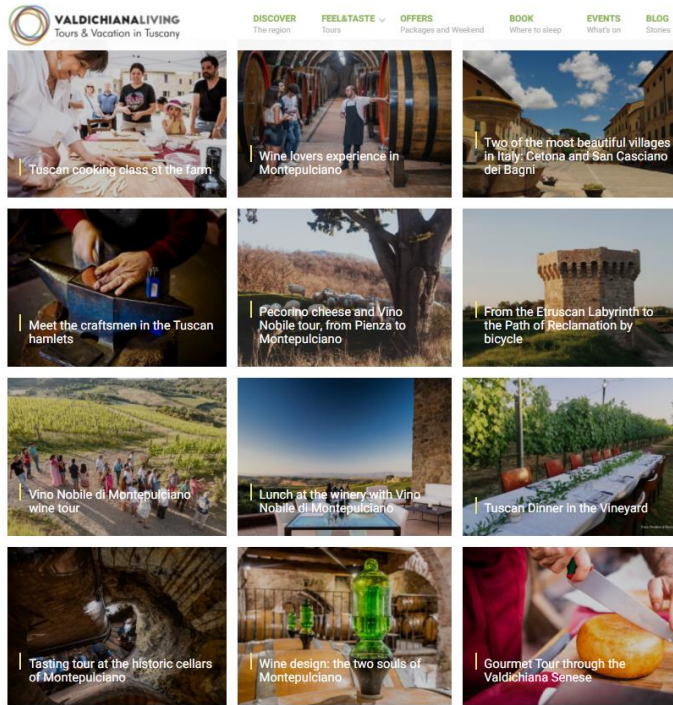 VALDICHIANALIVING
Tours & Vacation in Tuscany
DISCOVER
The region
FEEL&TASTE
Tours
OFFERS
Packages and Weekend
BOOK
Where to sleep
EVENTS
What's on
BLOG
Stories
Tuscan cooking class at the farm
Wine lovers experience in
Montepulciano
Two of the most beautiful villages
in Italy: Cetona and San Casciano
dei Bagni
Meet the craftsmen in the Tuscan
hamlets
Pecorino cheese and Vino
Nobile tour, from Pienza to
Montepulciano
From the Etruscan Labyrinth to
the Path of Reclamation by
bicycle
Vino Nobile di Montepulciano
wine tour
Lunch at the winery with Vino
Nobile di Montepulciano
Tuscan Dinner in the Vineyard
Tasting tour at the historic cellars
of Montepulciano
Wine design: the two souls of
Montepulciano
Gourmet Tour through the
Valdichiana Senese